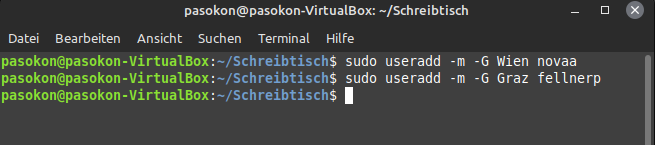 pasokon@pasokon-VirtualBox: ~/Schreibtisch
Datei Bearbeiten Ansicht Suchen Terminal Hilfe
pasokon@pasokon-VirtualBox:~/Schreibtisch$ sudo useradd -m -G Wien novaa
pasokon@pasokon-VirtualBox:~/Schreibtisch$ sudo useradd -m -G Graz fellnerp
pasokon@pasokon-VirtualBox:~/Schreibtisch$